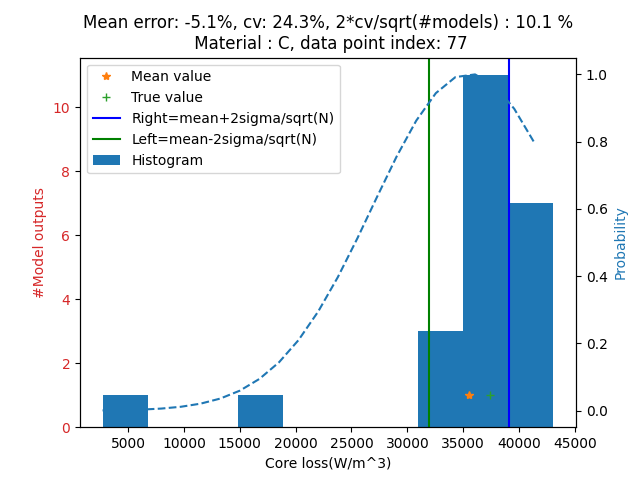 Mean error: -5.1%, cv: 24.3%, 2*cv/sqrt(#models) : 10.1 %
Material : C, data point index: 77
Mean value
True value
Right=mean+2sigma/sqrt(N)
Left=mean-2sigma/sqrt(N)
Histogram
#Model outputs
10
8
6
4
2
0
1.0
0.8
0.6
0.4
0.2
0.0
Probability
5000 10000 15000 20000 25000 30000 35000 40000 45000
Core loss(W/m^3)